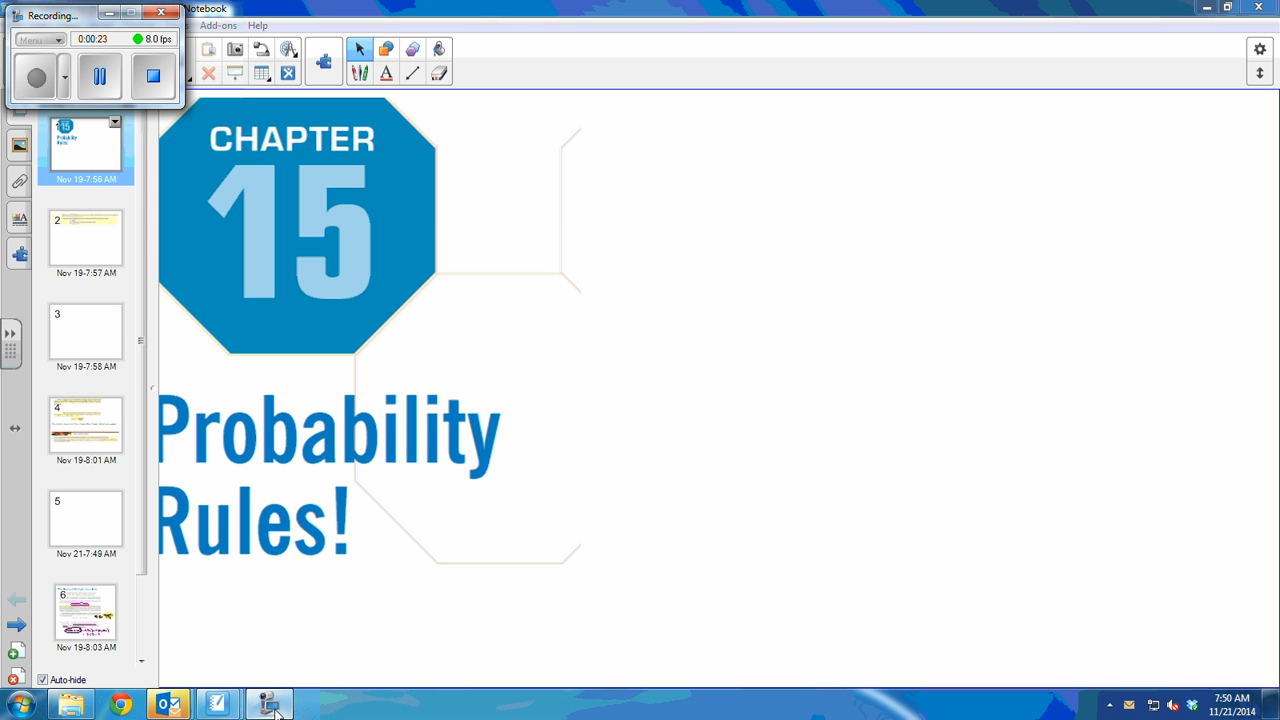 Recording...
Notebook
Menu
0:00:23
8.0 fps
Add-ons
Help
15
Probability
Rules!
Nov 19-7:56 AM
2
Nov 19-7:57 AM
3
Nov 19-7:58 AM
4
Nov 19-8:01 AM
5
Nov 21-7:49 AM
6
Nov 19-8:03 AM
Auto-hide
CHAPTER
15
Probability
Rules!
7:50 AM
11/21/2014